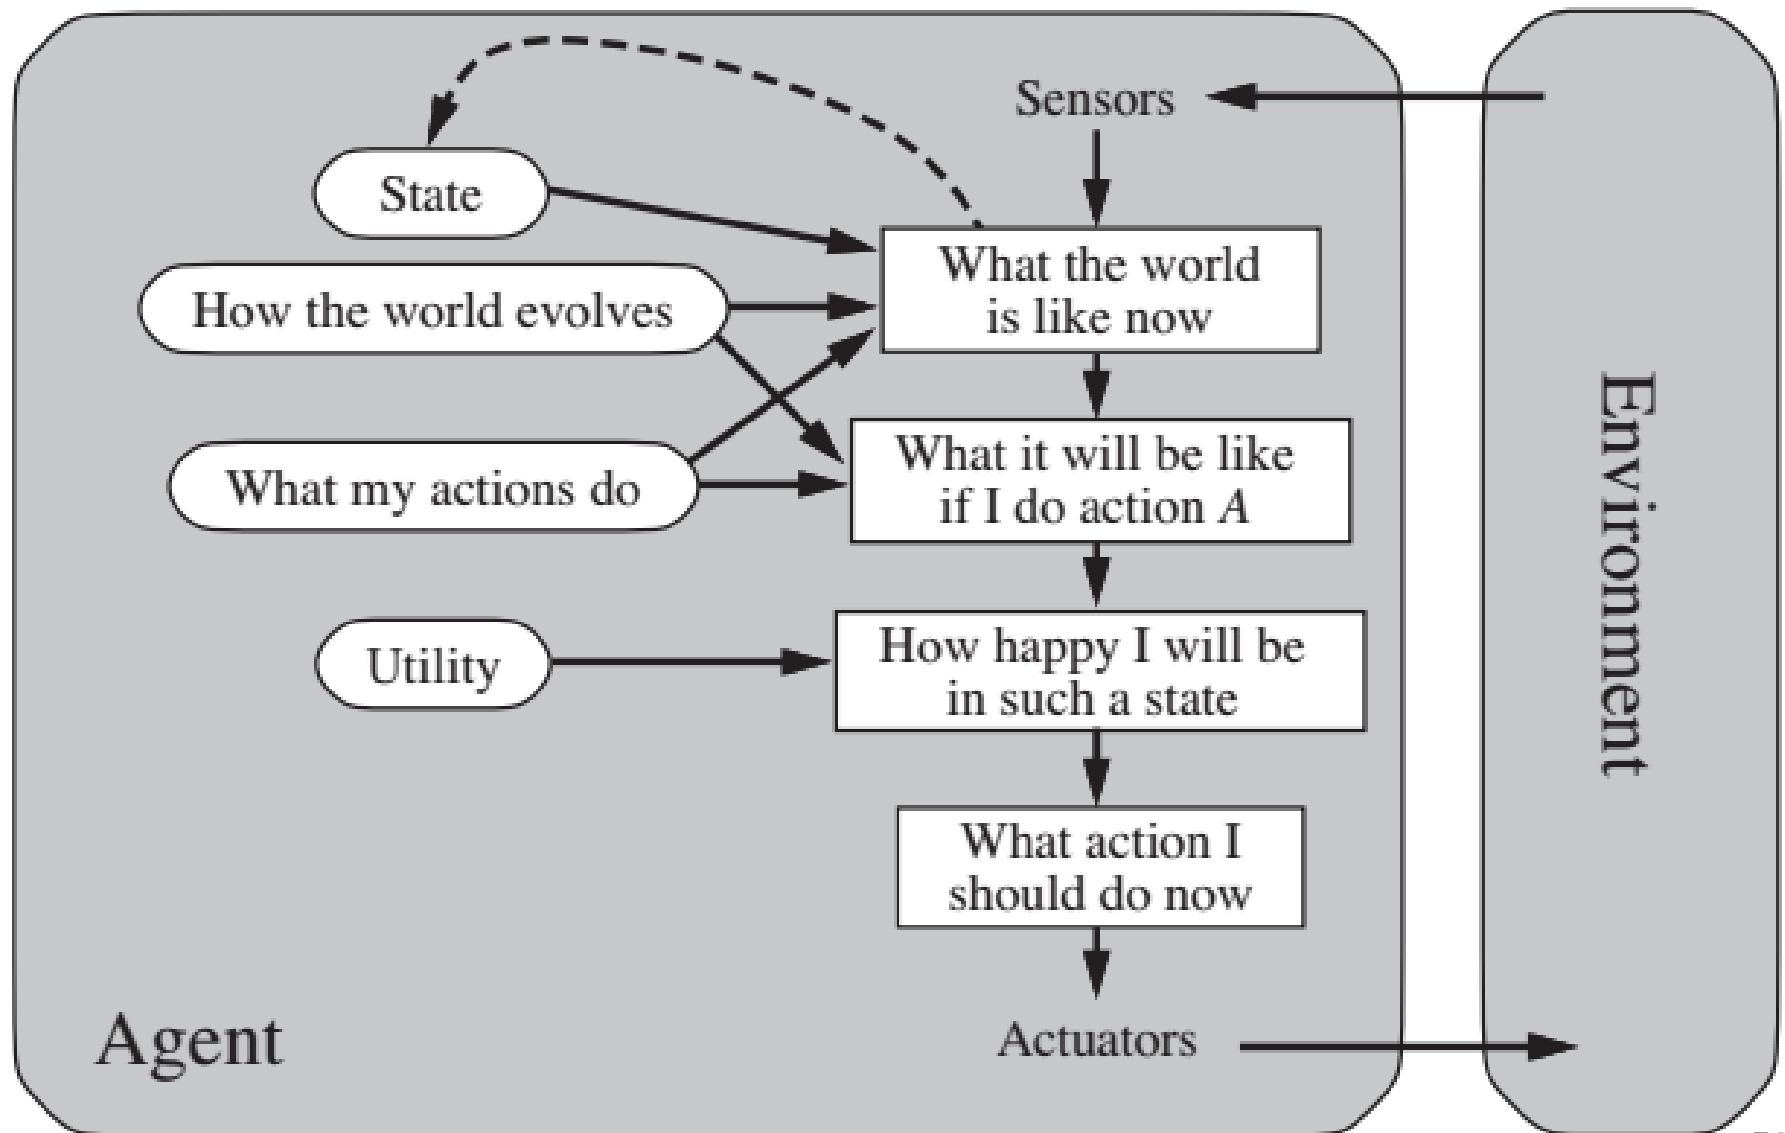 Sensors
State
What the world
is like now
How the world evolves
What it will be like
if I do action A
What my actions do
How happy I will be
in such a state
Utility
What action I
should do now
Agent
Actuators
Environment